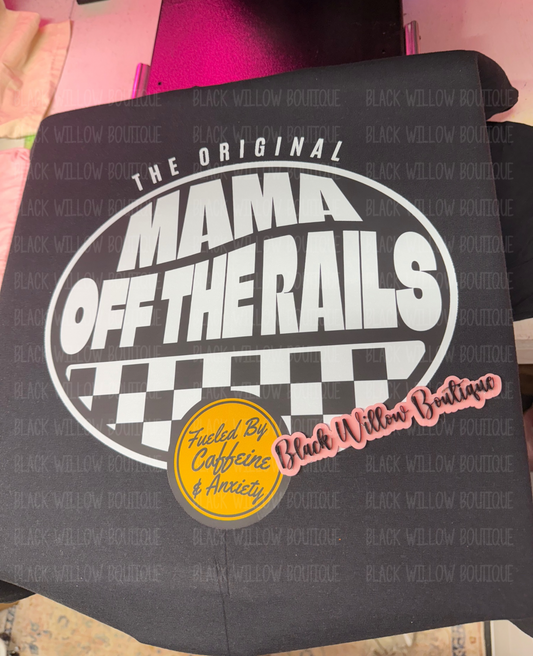 THE ORIGINAL
MAMA
OFF THE RAILS
Fueled By
Caffeine
& Anxiety
Black Willow Boutique
BLACK WILLOW BOUTIQUE